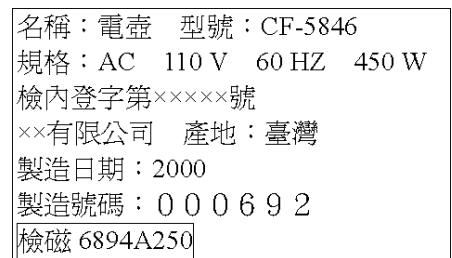 名稱：電壺　型號：CF-5846
規格：AC　110 V　60 HZ　450 W
檢內登字第×××××號
××有限公司　產地：臺灣
製造日期：2000
製造號碼：０００６９２
檢磁 6894A250